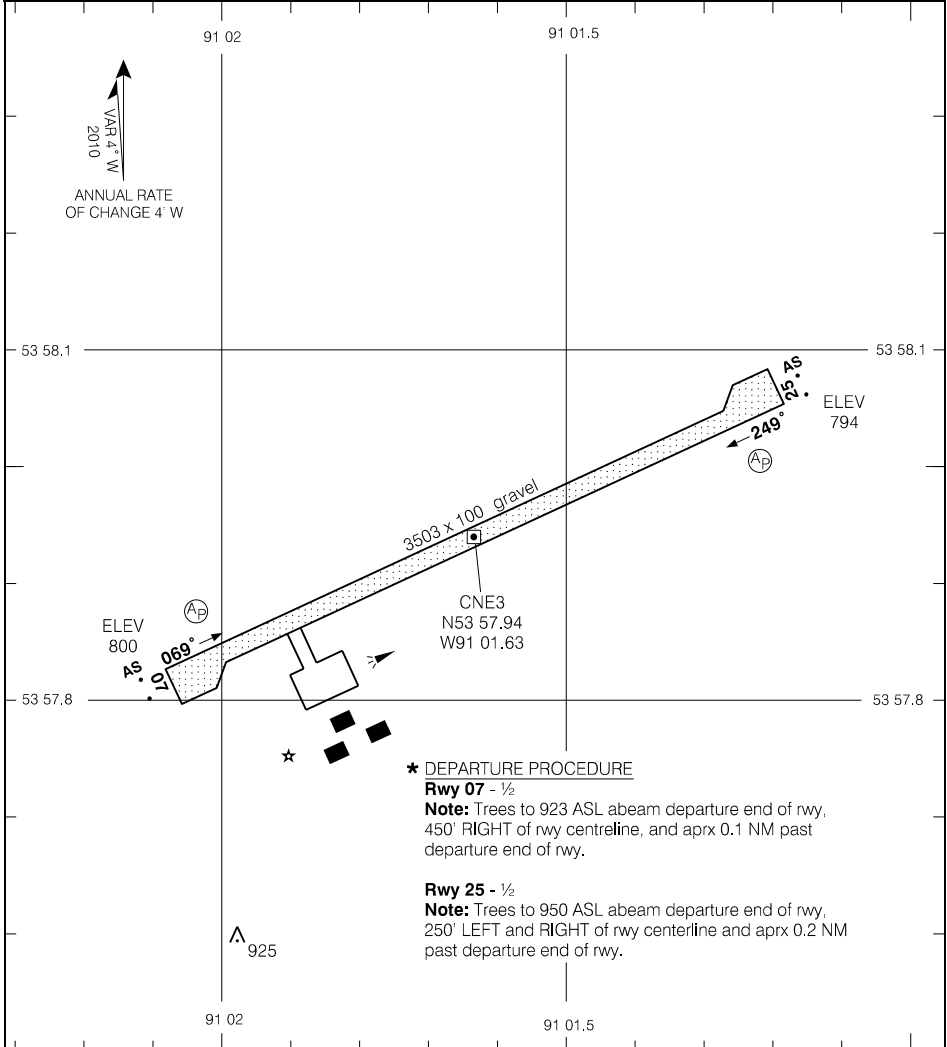 91 02
91 01.5
VAR 4° W
2010
ANNUAL RATE
OF CHANGE 4' W
53 58.1
53 58.1
AS
25
ELEV
794
249°
AP
3503 x 100 gravel
CNE3
N53 57.94
W91 01.63
AP
ELEV
800
069°
AS
07
53 57.8
53 57.8
* DEPARTURE PROCEDURE
Rwy 07 - ½
Note: Trees to 923 ASL abeam departure end of rwy,
450' RIGHT of rwy centreline, and aprx 0.1 NM past
departure end of rwy.
Rwy 25 - ½
Note: Trees to 950 ASL abeam departure end of rwy,
250' LEFT and RIGHT of rwy centerline and aprx 0.2 NM
past departure end of rwy.
925
91 02
91 01.5